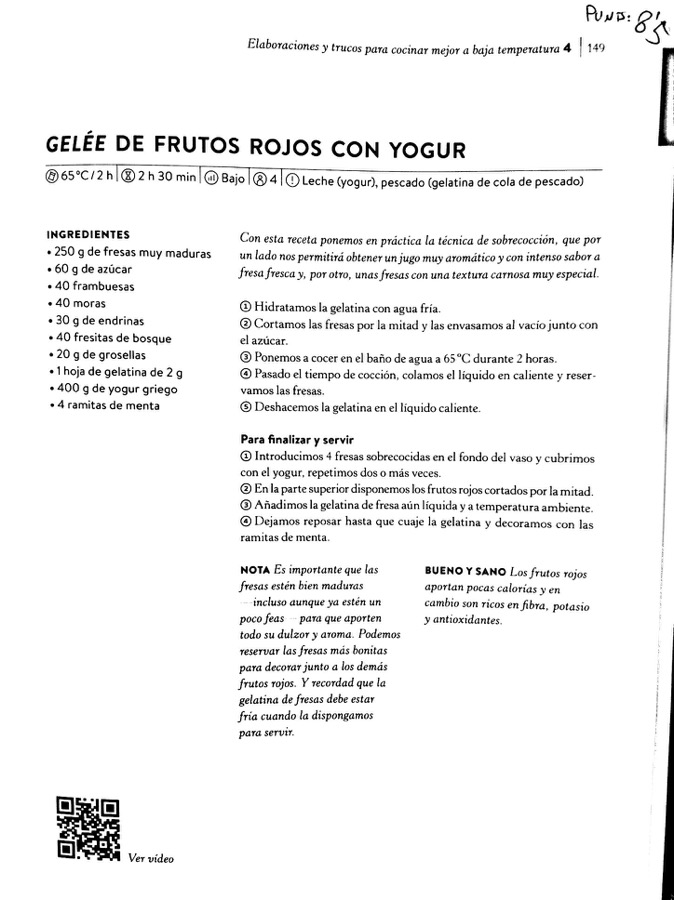 PUNT: 8'5
Elaboraciones y trucos para cocinar mejor a baja temperatura 4 | 149
GELÉE DE FRUTOS ROJOS CON YOGUR
65 °C / 2 h | 2 h 30 min | Bajo | 4 | Leche (yogur), pescado (gelatina de cola de pescado)
INGREDIENTES
• 250 g de fresas muy maduras
• 60 g de azúcar
• 40 frambuesas
• 40 moras
• 30 g de endrinas
• 40 fresitas de bosque
• 20 g de grosellas
• 1 hoja de gelatina de 2 g
• 400 g de yogur griego
• 4 ramitas de menta
Con esta receta ponemos en práctica la técnica de sobrecocción, que por
un lado nos permitirá obtener un jugo muy aromático y con intenso sabor a
fresa fresca y, por otro, unas fresas con una textura carnosa muy especial.
① Hidratamos la gelatina con agua fría.
② Cortamos las fresas por la mitad y las envasamos al vacío junto con
el azúcar.
③ Ponemos a cocer en el baño de agua a 65 °C durante 2 horas.
④ Pasado el tiempo de cocción, colamos el líquido en caliente y reser-
vamos las fresas.
⑤ Deshacemos la gelatina en el líquido caliente.
Para finalizar y servir
① Introducimos 4 fresas sobrecocidas en el fondo del vaso y cubrimos
con el yogur, repetimos dos o más veces.
② En la parte superior disponemos los frutos rojos cortados por la mitad.
③ Añadimos la gelatina de fresa aún líquida y a temperatura ambiente.
④ Dejamos reposar hasta que cuaje la gelatina y decoramos con las
ramitas de menta.
NOTA Es importante que las
fresas estén bien maduras
—incluso aunque ya estén un
poco feas— para que aporten
todo su dulzor y aroma. Podemos
reservar las fresas más bonitas
para decorar junto a los demás
frutos rojos. Y recordad que la
gelatina de fresas debe estar
fría cuando la dispongamos
para servir.
BUENO Y SANO Los frutos rojos
aportan pocas calorías y en
cambio son ricos en fibra, potasio
y antioxidantes.
Ver vídeo